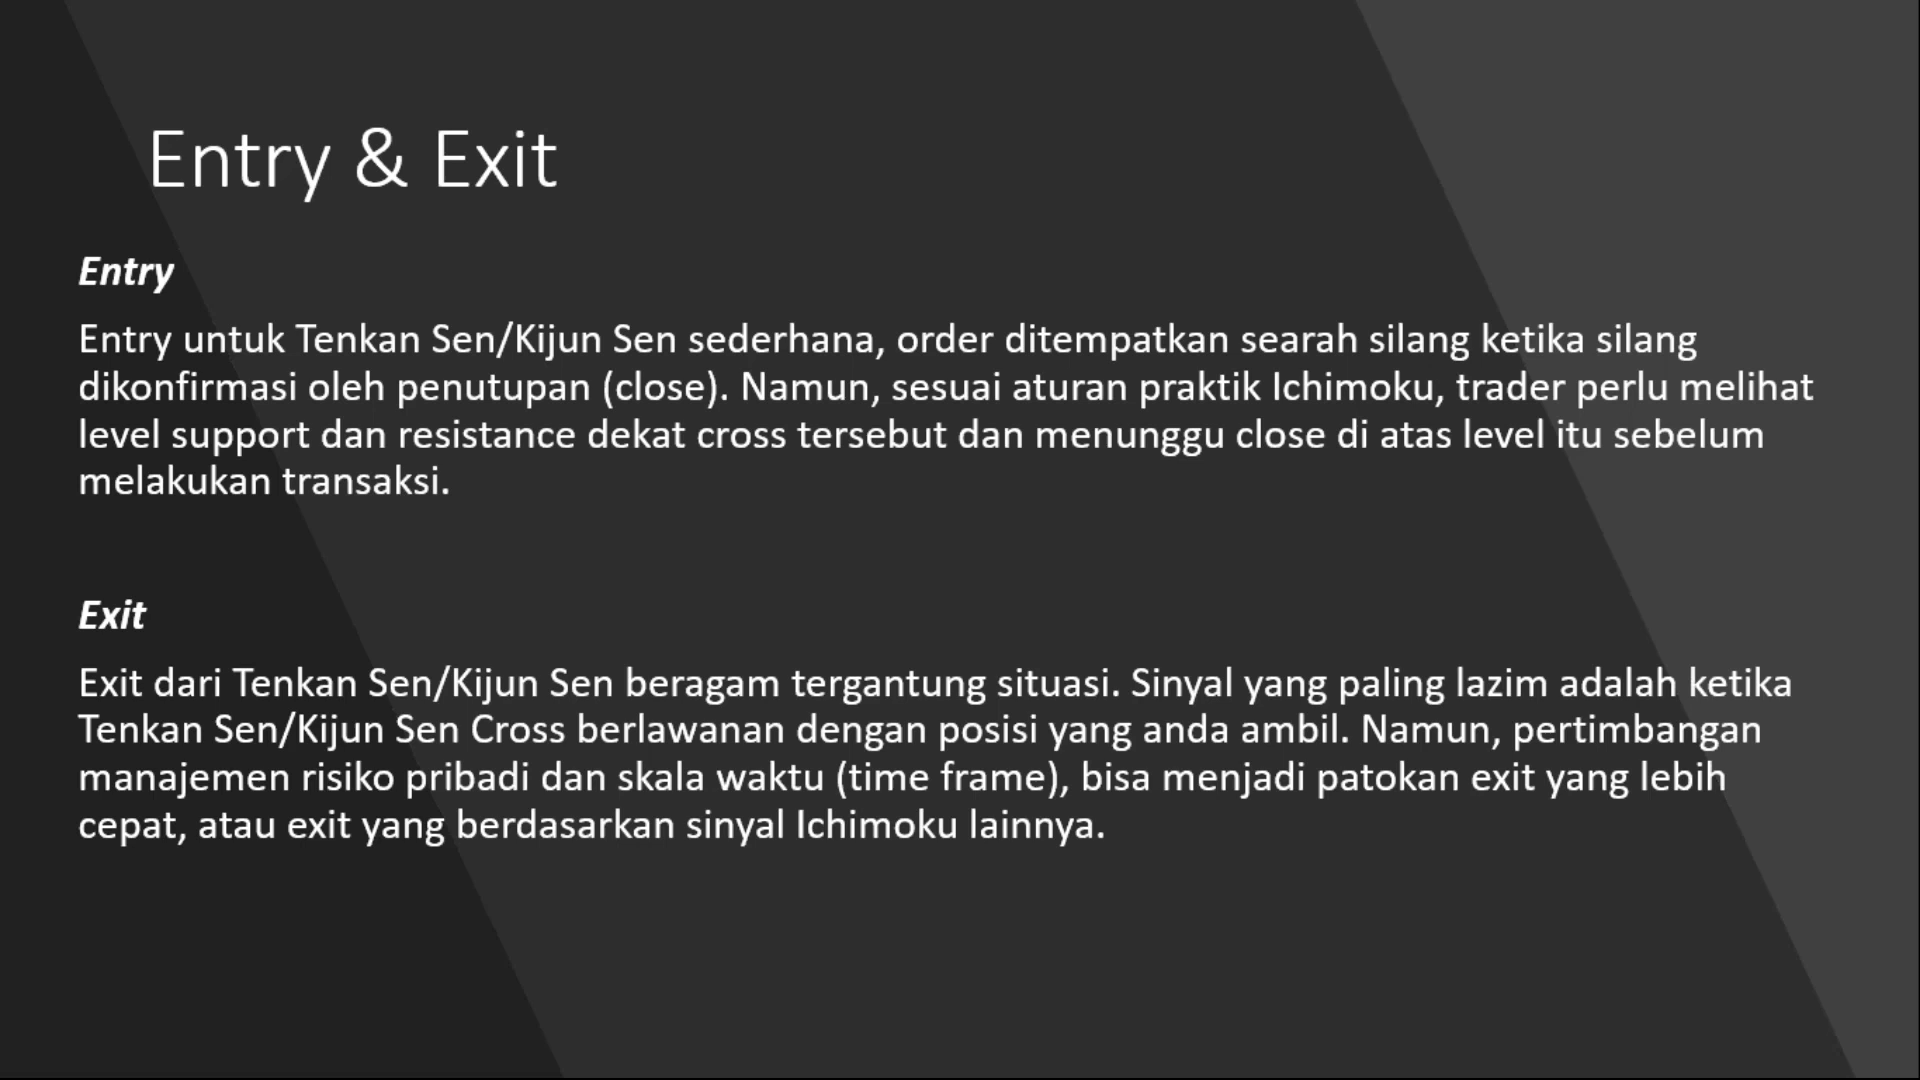 Entry & Exit
Entry
Entry untuk Tenkan Sen/Kijun Sen sederhana, order ditempatkan searah silang ketika silang
dikonfirmasi oleh penutupan (close). Namun, sesuai aturan praktik Ichimoku, trader perlu melihat
level support dan resistance dekat cross tersebut dan menunggu close di atas level itu sebelum
melakukan transaksi.
Exit
Exit dari Tenkan Sen/Kijun Sen beragam tergantung situasi. Sinyal yang paling lazim adalah ketika
Tenkan Sen/Kijun Sen Cross berlawanan dengan posisi yang anda ambil. Namun, pertimbangan
manajemen risiko pribadi dan skala waktu (time frame), bisa menjadi patokan exit yang lebih
cepat, atau exit yang berdasarkan sinyal Ichimoku lainnya.